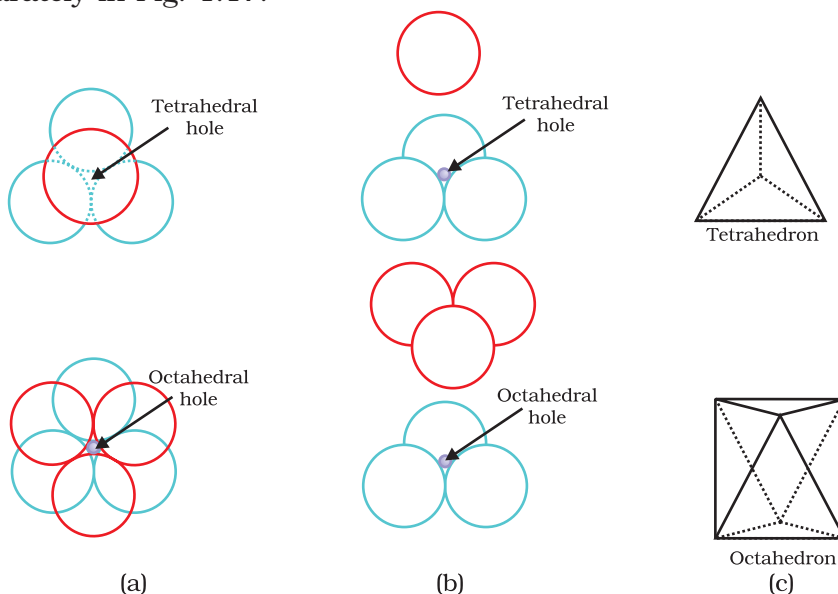 Tetrahedral
hole
Tetrahedral
hole
Tetrahedron
Octahedral
hole
Octahedral
hole
Octahedron
(a)
(b)
(c)